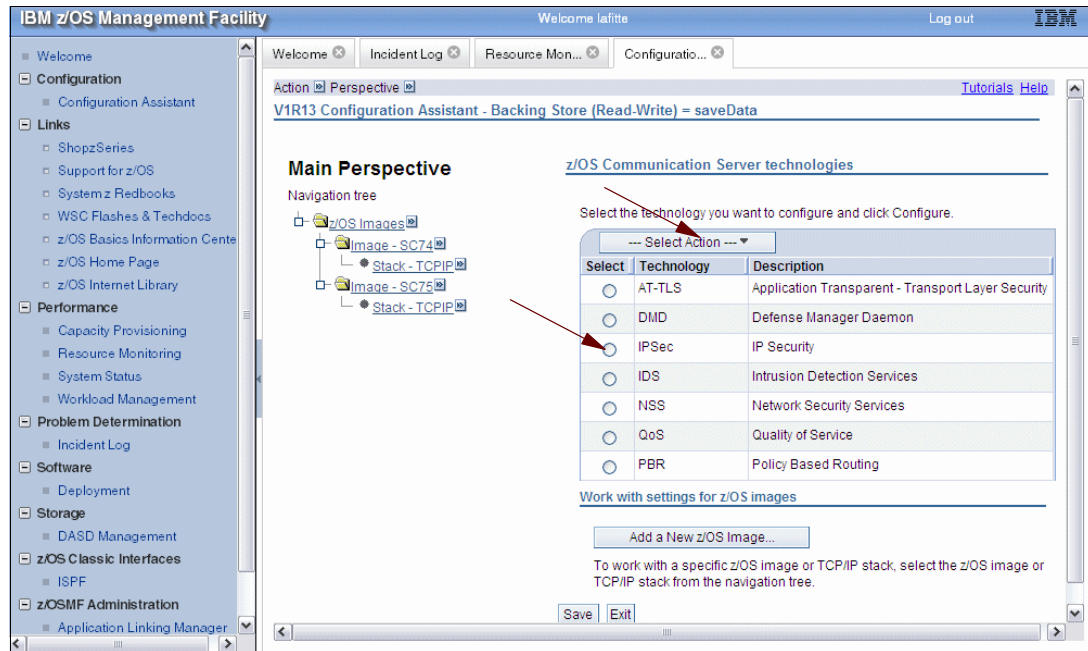 IBM z/OS Management Facility
Welcome lafitte
Log out
IBM
Welcome
Configuration
Configuration Assistant
Links
ShopzSeries
Support for z/OS
System z Redbooks
WSC Flashes & Techdocs
z/OS Basics Information Cente
z/OS Home Page
z/OS Internet Library
Performance
Capacity Provisioning
Resource Monitoring
System Status
Workload Management
Problem Determination
Incident Log
Software
Deployment
Storage
DASD Management
z/OS Classic Interfaces
ISPF
z/OSMF Administration
Application Linking Manager
Welcome
Incident Log
Resource Mon...
Configuratio...
Action Perspective
Tutorials Help
V1R13 Configuration Assistant - Backing Store (Read-Write) = saveData
Main Perspective
Navigation tree
z/OS Images
Image - SC74
Stack - TCPIP
Image - SC75
Stack - TCPIP
z/OS Communication Server technologies
Select the technology you want to configure and click Configure.
--- Select Action ---
Select Technology Description
AT-TLS Application Transparent - Transport Layer Security
DMD Defense Manager Daemon
IPSec IP Security
IDS Intrusion Detection Services
NSS Network Security Services
QoS Quality of Service
PBR Policy Based Routing
Work with settings for z/OS images
Add a New z/OS Image...
To work with a specific z/OS image or TCP/IP stack, select the z/OS image or
TCP/IP stack from the navigation tree.
Save Exit